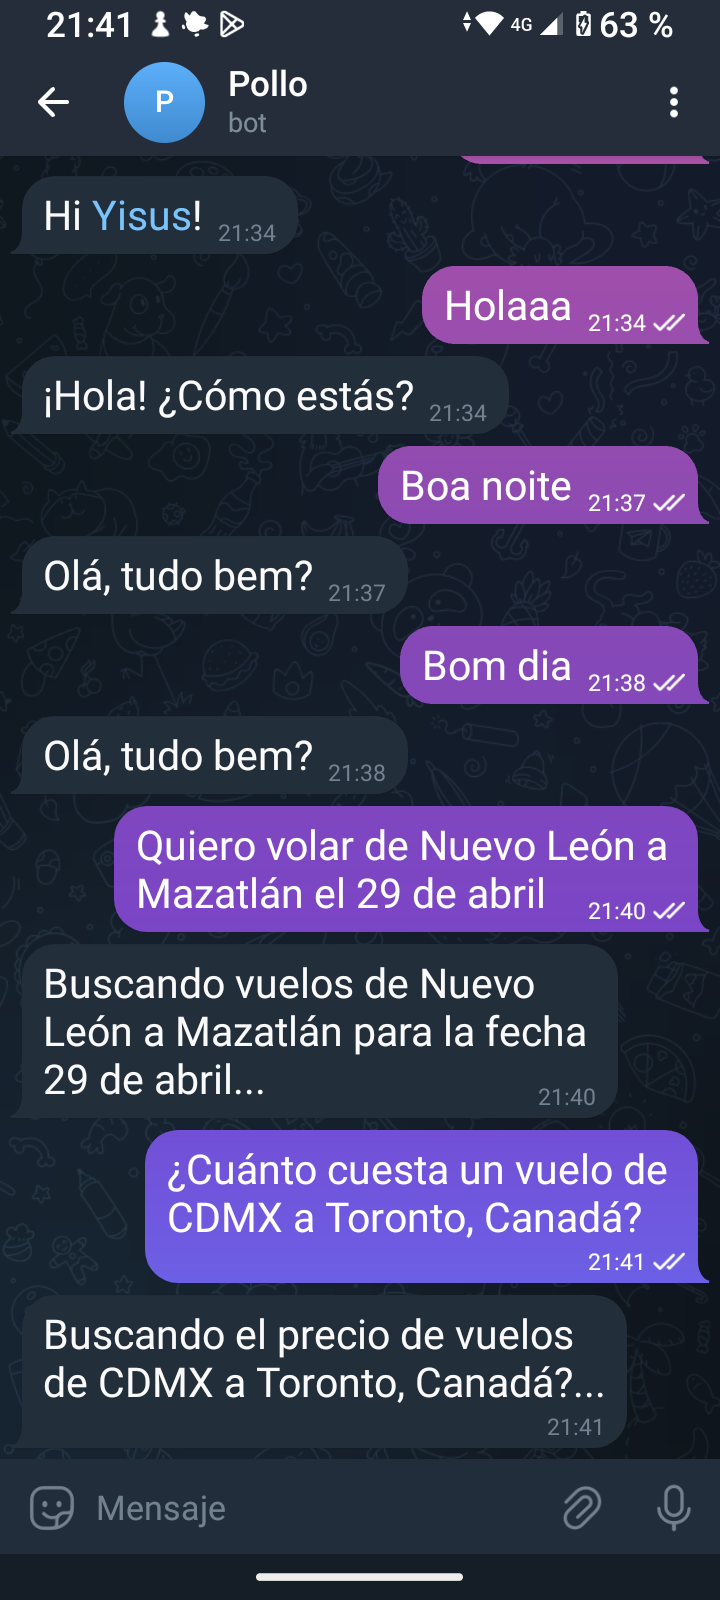 21:41 4G 63 %
P Pollo
bot
Hi Yisus! 21:34
Holaaa 21:34
¡Hola! ¿Cómo estás? 21:34
Boa noite 21:37
Olá, tudo bem? 21:37
Bom dia 21:38
Olá, tudo bem? 21:38
Quiero volar de Nuevo León a
Mazatlán el 29 de abril 21:40
Buscando vuelos de Nuevo
León a Mazatlán para la fecha
29 de abril... 21:40
¿Cuánto cuesta un vuelo de
CDMX a Toronto, Canadá?
21:41
Buscando el precio de vuelos
de CDMX a Toronto, Canadá?...
21:41
Mensaje